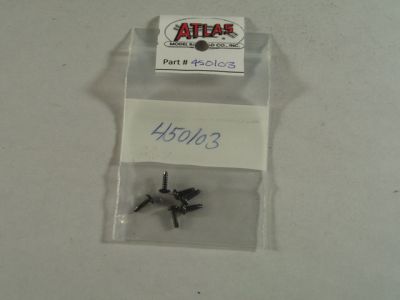 ATLAS
MODEL RAILROAD CO., INC.
Part # 450103
450103